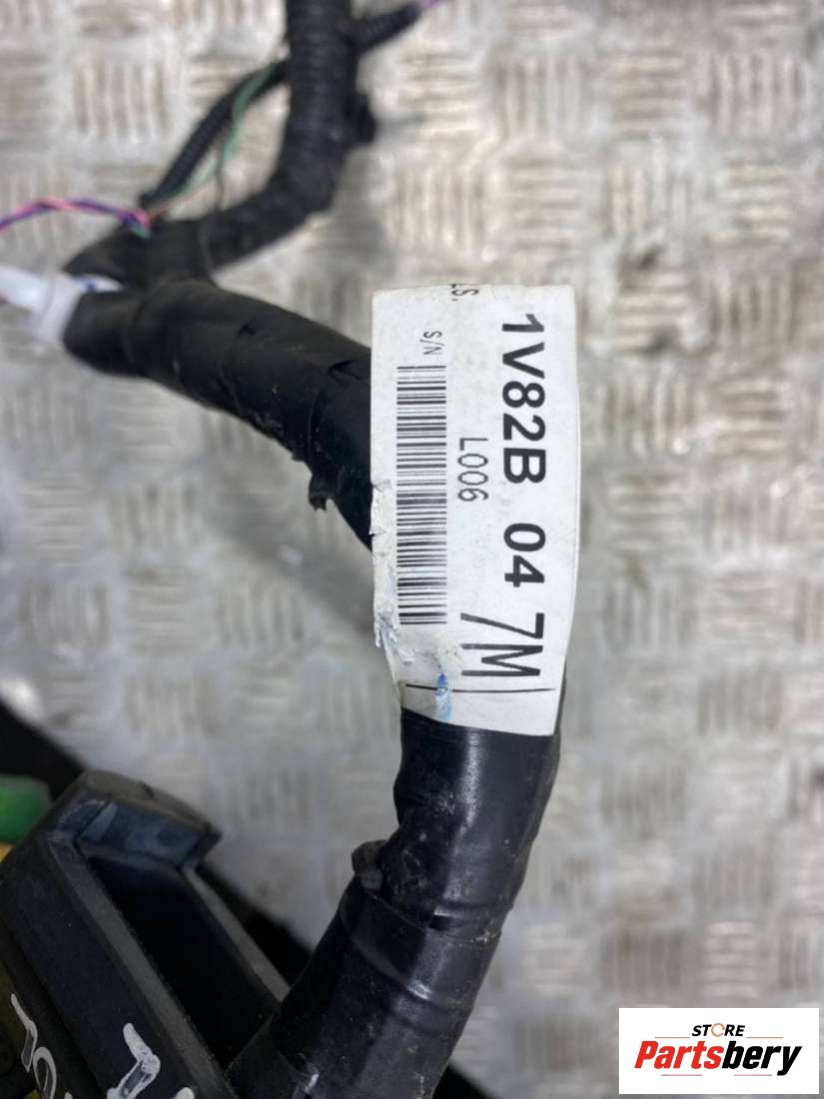 1V82B 04 7M
L006
S/N
STORE
Partsbery